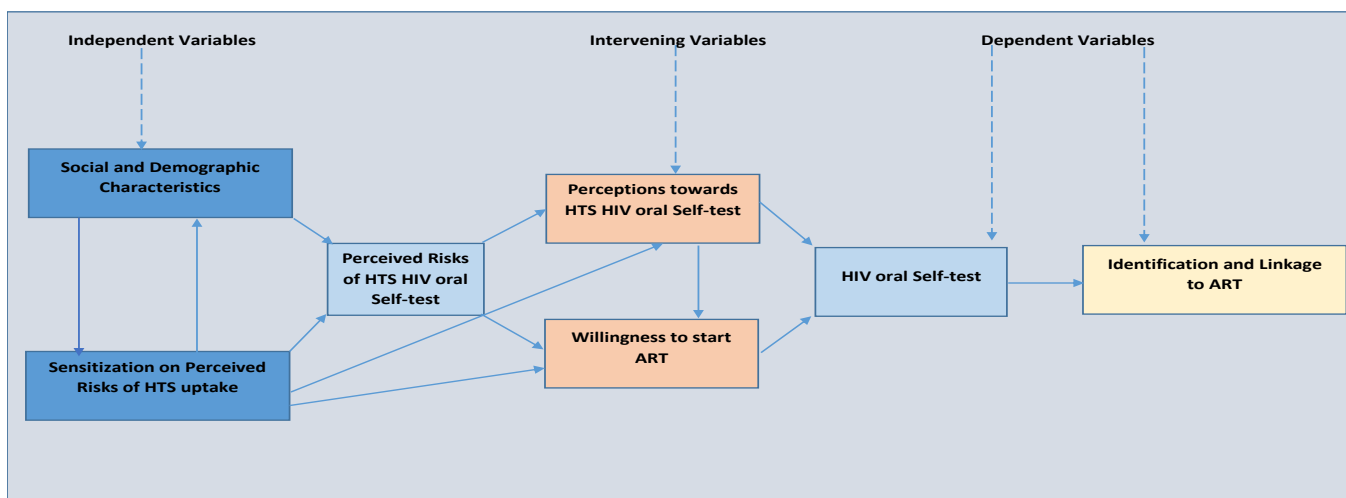 Independent Variables
Intervening Variables
Dependent Variables
Social and Demographic
Characteristics
Perceptions towards
HTS HIV oral Self-test
Perceived Risks
of HTS HIV oral
Self-test
HIV oral Self-test
Identification and Linkage
to ART
Willingness to start
ART
Sensitization on Perceived
Risks of HTS uptake